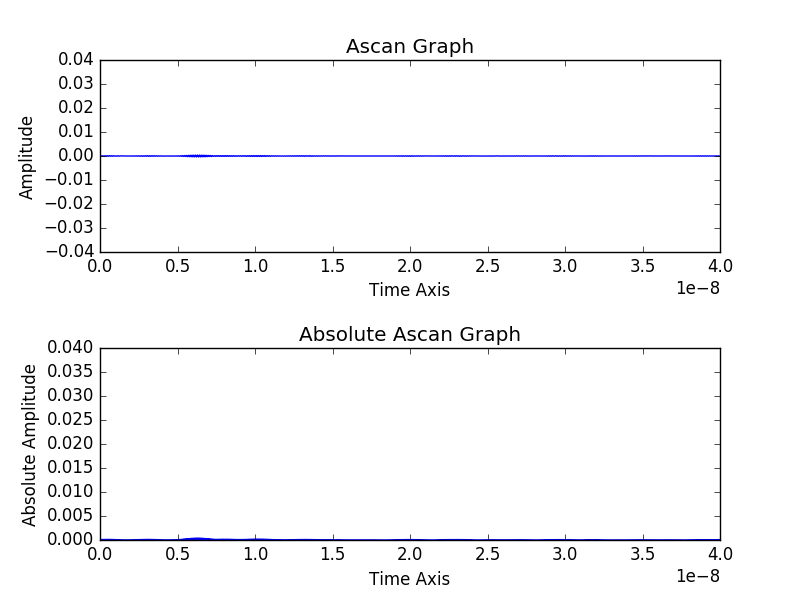 Ascan Graph
0.04
0.03
0.02
0.01
0.00
−0.01
−0.02
−0.03
−0.04
Amplitude
0.0 0.5 1.0 1.5 2.0 2.5 3.0 3.5 4.0
Time Axis
1e−8
Absolute Ascan Graph
0.040
0.035
0.030
0.025
0.020
0.015
0.010
0.005
0.000
Absolute Amplitude
0.0 0.5 1.0 1.5 2.0 2.5 3.0 3.5 4.0
Time Axis
1e−8